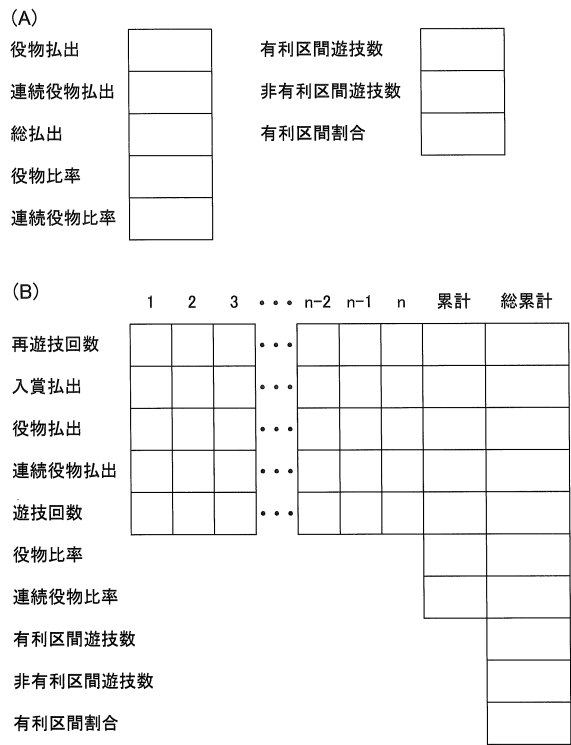 (A)
役物払出 有利区間遊技数
連続役物払出 非有利区間遊技数
総払出 有利区間割合
役物比率
連続役物比率
(B)
1 2 3 ・・・ n-2 n-1 n 累計 総累計
再遊技回数 ・・・
入賞払出 ・・・
役物払出 ・・・
連続役物払出 ・・・
遊技回数 ・・・
役物比率
連続役物比率
有利区間遊技数
非有利区間遊技数
有利区間割合